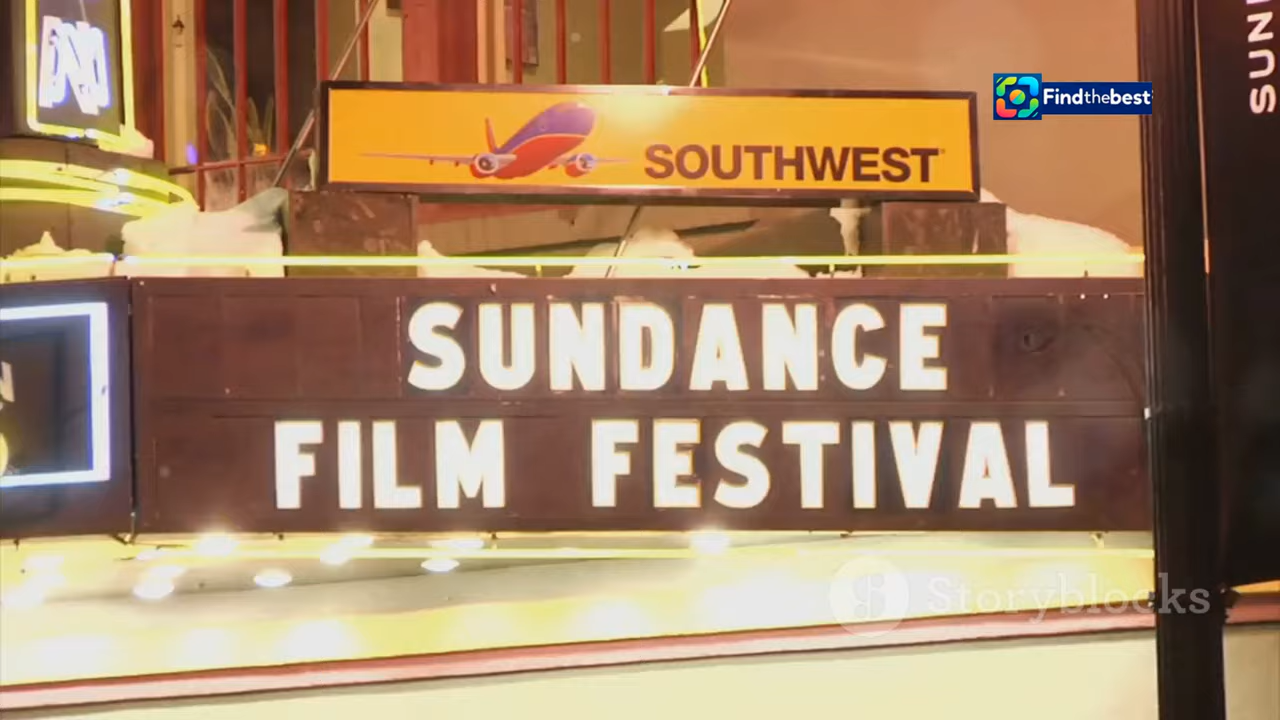 Findthebest
SOUTHWEST
SUNDANCE
FILM FESTIVAL
Storyblocks